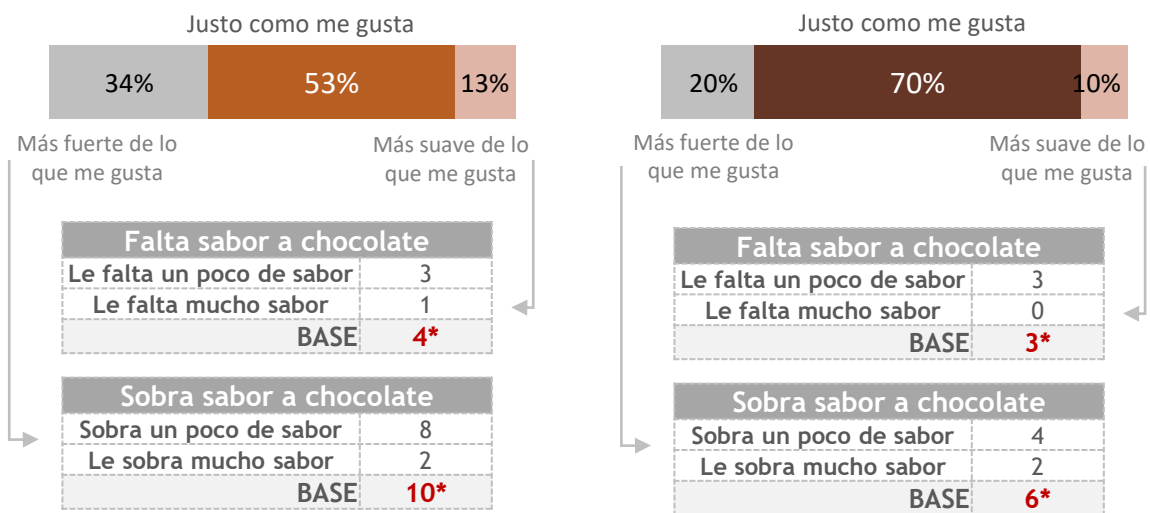 Justo como me gusta
34% 53% 13%
Más fuerte de lo
que me gusta
Más suave de lo
que me gusta
Falta sabor a chocolate
Le falta un poco de sabor 3
Le falta mucho sabor 1
BASE 4*
Sobra sabor a chocolate
Sobra un poco de sabor 8
Le sobra mucho sabor 2
BASE 10*
Justo como me gusta
20% 70% 10%
Más fuerte de lo
que me gusta
Más suave de lo
que me gusta
Falta sabor a chocolate
Le falta un poco de sabor 3
Le falta mucho sabor 0
BASE 3*
Sobra sabor a chocolate
Sobra un poco de sabor 4
Le sobra mucho sabor 2
BASE 6*